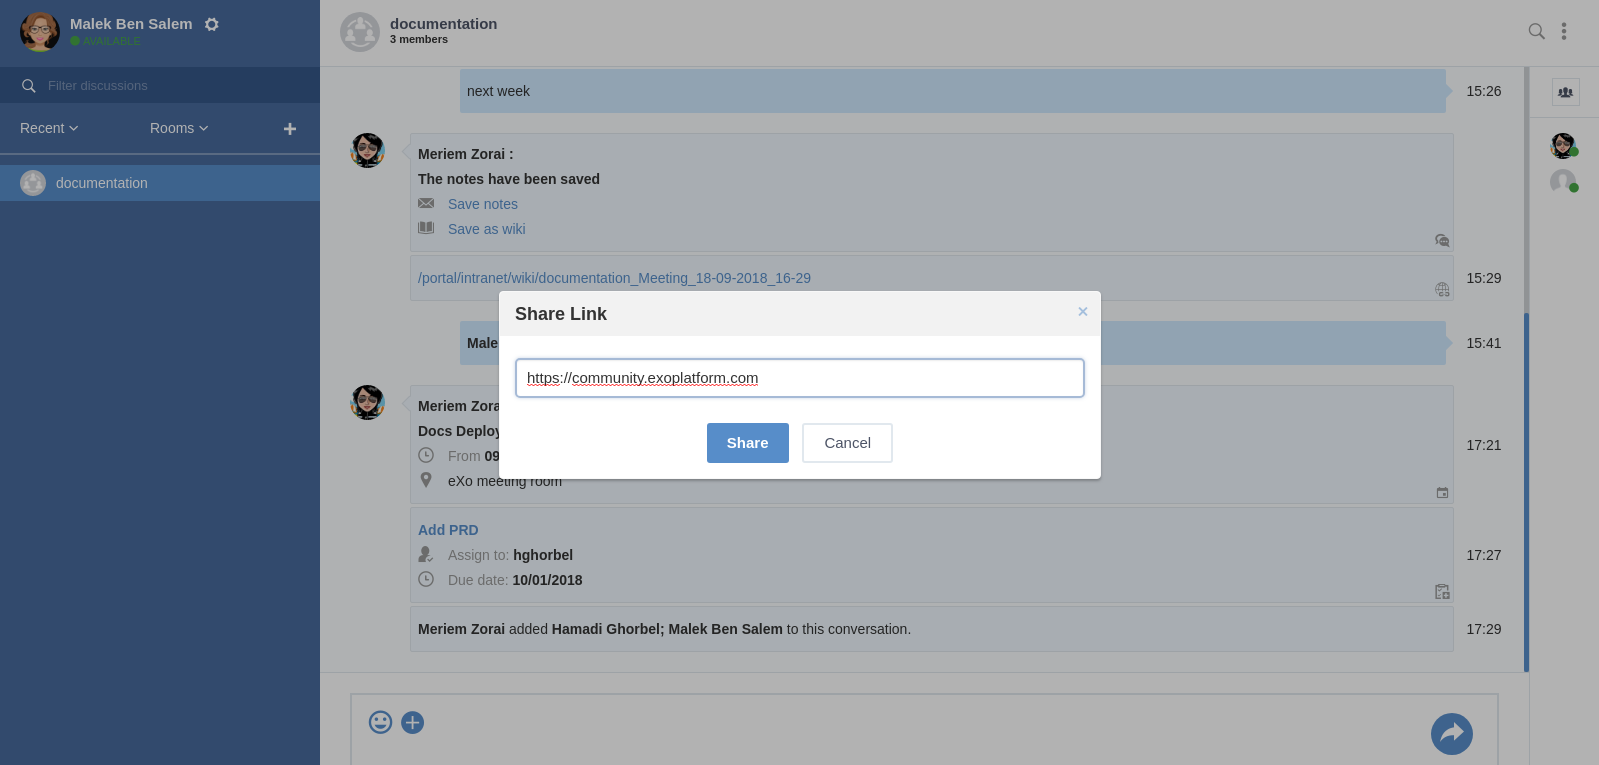 Malek Ben Salem
AVAILABLE
Filter discussions
Recent
Rooms
documentation
documentation
3 members
next week
15:26
Meriem Zorai :
The notes have been saved
Save notes
Save as wiki
/portal/intranet/wiki/documentation_Meeting_18-09-2018_16-29
15:29
Share Link
×
https://community.exoplatform.com
Share
Cancel
Male
15:41
Meriem Zora
Docs Deploy
From 09
eXo meeting room
17:21
Add PRD
Assign to: hghorbel
Due date: 10/01/2018
17:27
Meriem Zorai added Hamadi Ghorbel; Malek Ben Salem to this conversation.
17:29